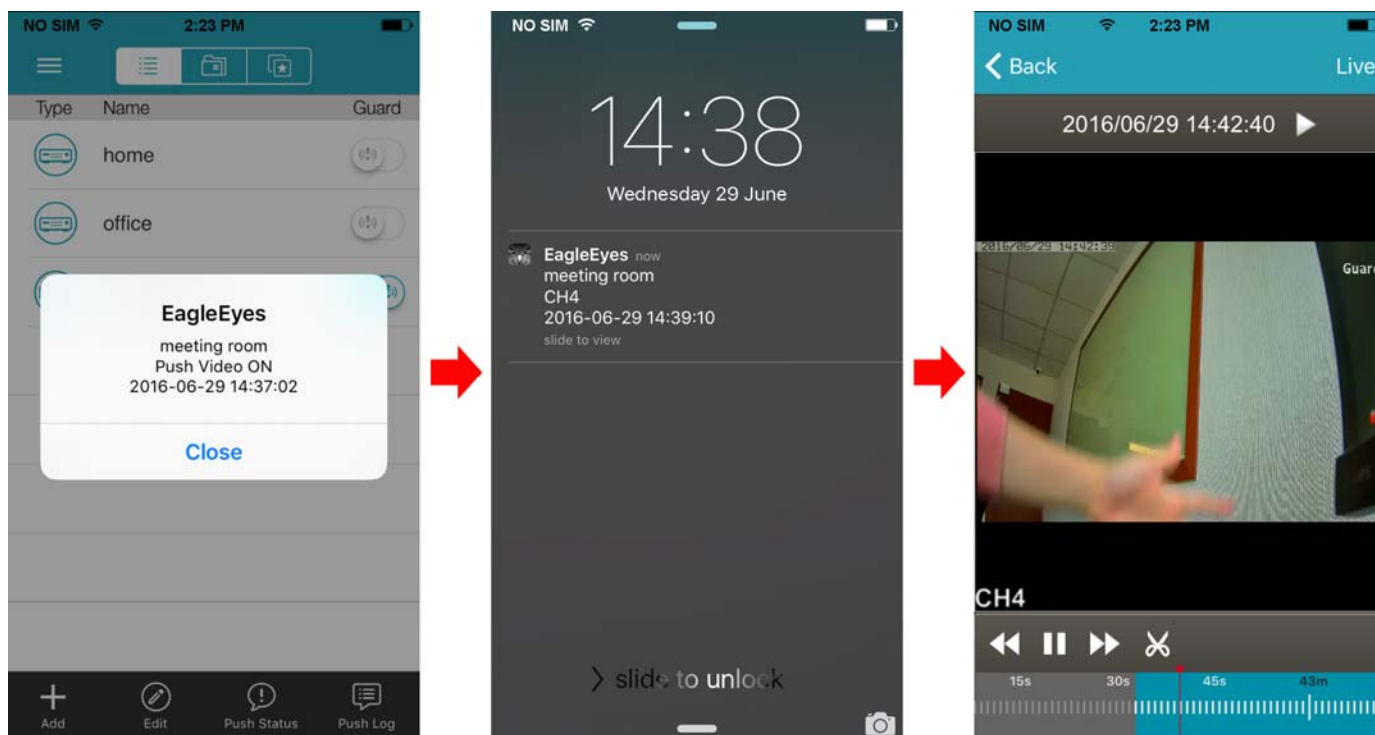 NO SIM 2:23 PM
Type Name Guard
home
office
EagleEyes
meeting room
Push Video ON
2016-06-29 14:37:02
Close
Add Edit Push Status Push Log
NO SIM
14:38
Wednesday 29 June
EagleEyes now
meeting room
CH4
2016-06-29 14:39:10
slide to view
slide to unlock
NO SIM 2:23 PM
Back Live
2016/06/29 14:42:40
2016/06/29 14:42:39
Guar
CH4
15s 30s 45s 43m